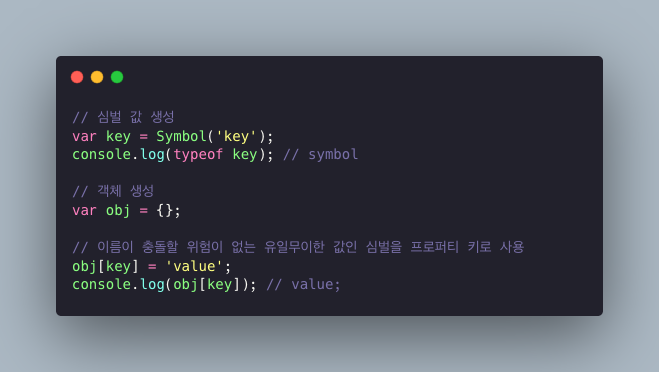 // 심벌 값 생성
var key = Symbol('key');
console.log(typeof key); // symbol
// 객체 생성
var obj = {};
// 이름이 충돌할 위험이 없는 유일무이한 값인 심벌을 프로퍼티 키로 사용
obj[key] = 'value';
console.log(obj[key]); // value;